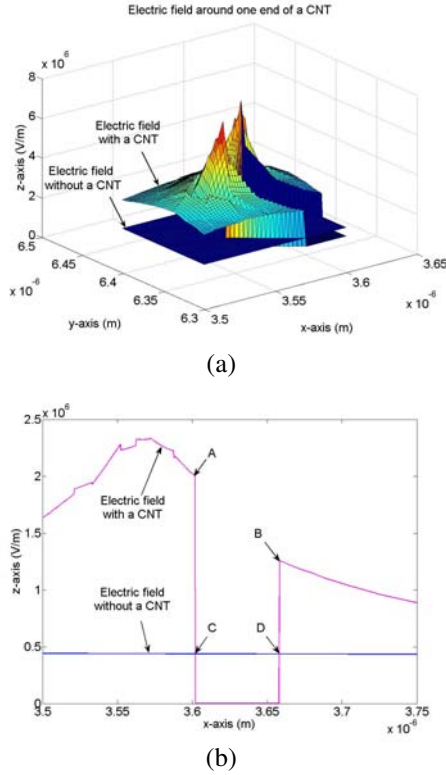 Electric field around one end of a CNT
x 10^-6
8
6
4
2
0
z-axis (V/m)
Electric field
with a CNT
Electric field
without a CNT
6.5
6.45
6.4
6.35
6.3
x 10^-6
y-axis (m)
3.5
3.55
3.6
3.65
x 10^-6
x-axis (m)
(a)
x 10^6
2.5
2
1.5
1
0.5
0
z-axis (V/m)
A
Electric field
with a CNT
B
Electric field
without a CNT
C
D
3.5
3.55
3.6
3.65
3.7
3.75
x-axis (m)
x 10^-6
(b)